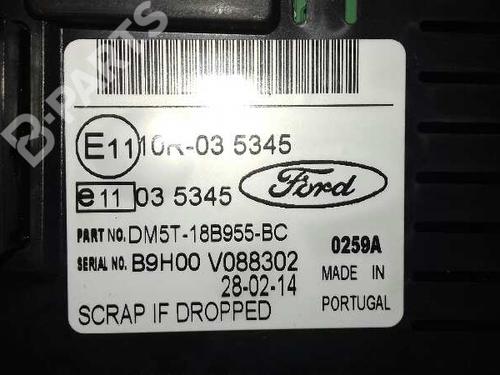 B-PARTS
E11 10R-03 5345
e11 03 5345 Ford
PART NO. DM5T-18B955-BC 0259A
SERIAL NO. B9H00 V088302 MADE IN
28-02-14 PORTUGAL
SCRAP IF DROPPED